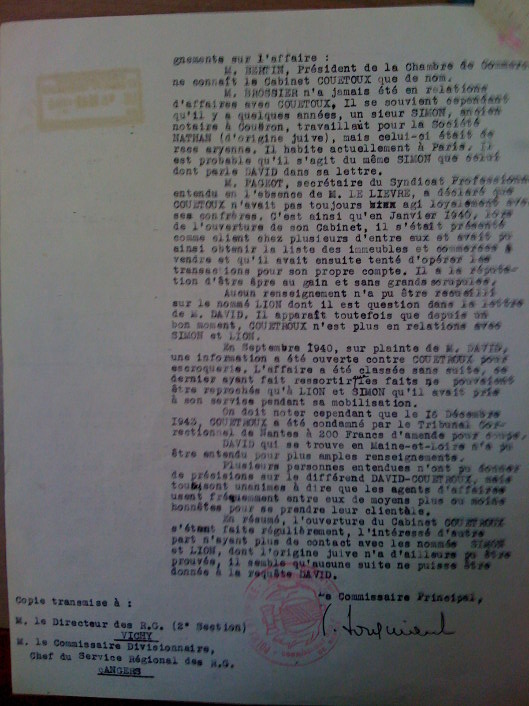 gnements sur l'affaire :
M. BERTIN, Président de la Chambre de Commerce
ne connaît le Cabinet COUETOUX que de nom.
M. BROSSIER n'a jamais été en relations
d'affaires avec COUETOUX. Il se souvient cependant
qu'il y a quelques années, un sieur SIMON, ancien
notaire à Couëron, travaillant pour la Société
NATHAN (d'origine juive), mais celui-ci était de
race aryenne. Il habite actuellement à Paris. Il
est probable qu'il s'agit du même SIMON que celui
dont parle DAVID dans sa lettre.
M. PAGEOT, secrétaire du Syndicat Professionnel
entendu en l'absence de M. LE LIEVRE, a déclaré que
COUETOUX n'avait pas toujours agi loyalement avec
ses confrères. C'est ainsi qu'en Janvier 1940, lors
de l'ouverture de son Cabinet, il s'était présenté
comme client chez plusieurs d'entre eux et avait pu
ainsi obtenir la liste des immeubles et commerces à
vendre et qu'il avait ensuite tenté d'opérer les
transactions pour son propre compte. Il a la réputa-
tion d'être âpre au gain et sans grands scrupules.
Aucun renseignement n'a pu être recueilli
sur le nommé LION dont il est question dans la lettre
de M. DAVID. Il apparaît toutefois que depuis un
bon moment, COUETROUX n'est plus en relations avec
SIMON et LION.
En Septembre 1940, sur plainte de M. DAVID,
une information a été ouverte contre COUETROUX pour
escroquerie. L'affaire a été classée sans suite, ce
dernier ayant fait ressortir que les faits ne pouvaient
être reprochés qu'à LION et SIMON qu'il avait pris
à son service pendant sa mobilisation.
On doit noter cependant que le 15 Décembre
1943, COUETROUX a été condamné par le Tribunal Cor-
rectionnel de Nantes à 200 Francs d'amende pour
DAVID qui se trouve en Maine-et-Loire n'a pu
être entendu pour plus amples renseignements.
Plusieurs personnes entendues n'ont pu donner
de précisions sur le différend DAVID-COUETROUX, mais
tous sont unanimes à dire que les agents d'affaires
usent fréquemment entre eux de moyens plus ou moins
honnêtes pour se prendre leur clientèle.
En résumé, l'ouverture du Cabinet COUETROUX
s'étant faite régulièrement, l'intéressé d'autre
part n'ayant plus de contact avec les nommés SIMON
et LION, dont l'origine juive n'a d'ailleurs pu être
prouvée, il semble qu'aucune suite ne puisse être
donnée à la requête DAVID.
Le Commissaire Principal,
Copie transmise à :
M. le Directeur des R.G. (2° Section)
VICHY
M. le Commissaire Divisionnaire,
Chef du Service Régional des R.G.
ANGERS